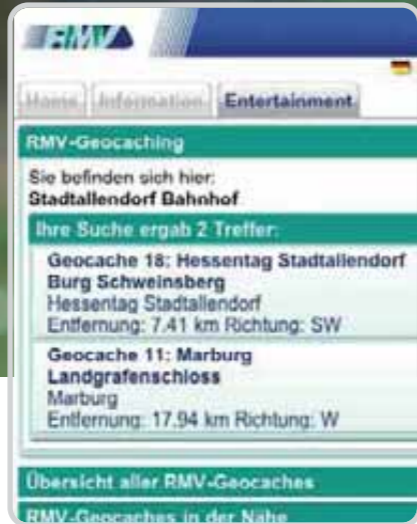 RMV
Home Information Entertainment
RMV-Geocaching
Sie befinden sich hier:
Stadtallendorf Bahnhof
Ihre Suche ergab 2 Treffer:
Geocache 18: Hessentag Stadtallendorf
Burg Schweinsberg
Hessentag Stadtallendorf
Entfernung: 7.41 km Richtung: SW
Geocache 11: Marburg
Landgrafenschloss
Marburg
Entfernung: 17.94 km Richtung: W
Übersicht aller RMV-Geocaches
RMV-Geocaches in der Nähe